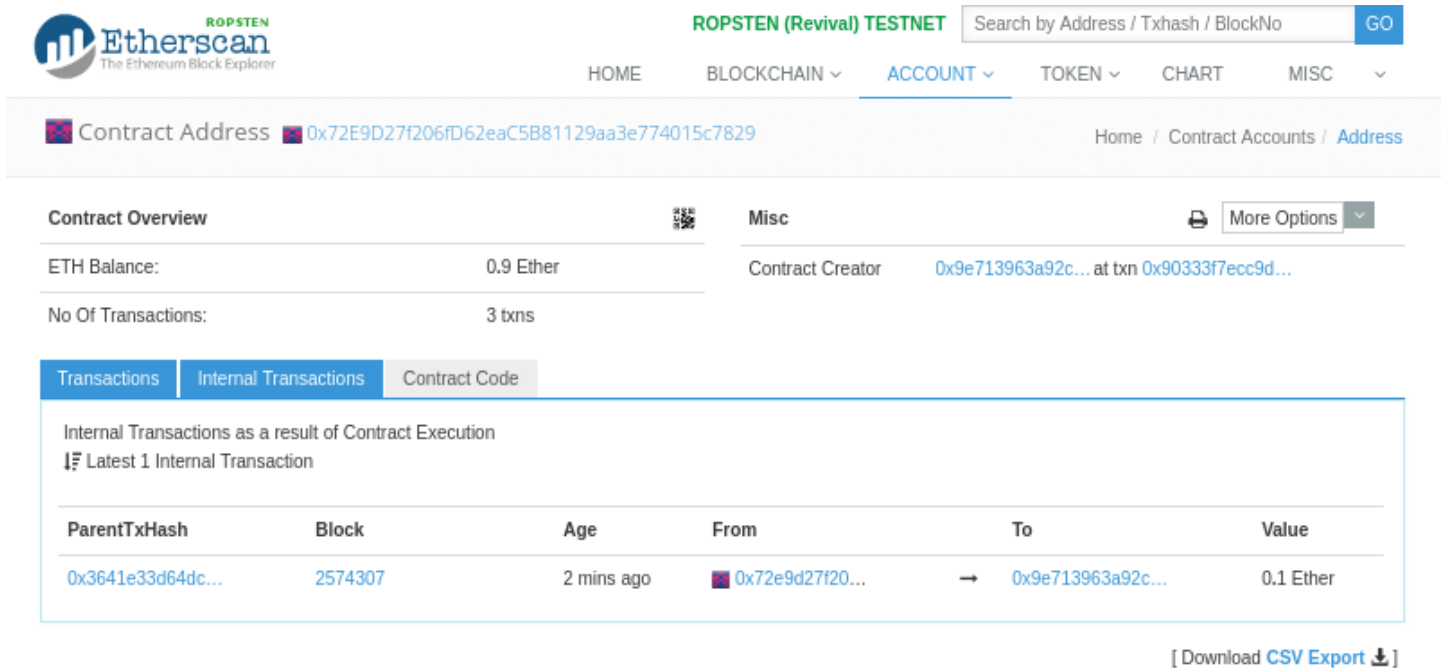 ROPSTEN
Etherscan
The Ethereum Block Explorer
ROPSTEN (Revival) TESTNET Search by Address / Txhash / BlockNo GO
HOME BLOCKCHAIN ACCOUNT TOKEN CHART MISC
Contract Address 0x72E9D27f206fD62eaC5B81129aa3e774015c7829 Home / Contract Accounts / Address
Contract Overview Misc More Options
ETH Balance: 0.9 Ether Contract Creator 0x9e713963a92c... at txn 0x90333f7ecc9d...
No Of Transactions: 3 txns
Transactions Internal Transactions Contract Code
Internal Transactions as a result of Contract Execution
Latest 1 Internal Transaction
ParentTxHash Block Age From To Value
0x3641e33d64dc... 2574307 2 mins ago 0x72e9d27f20... → 0x9e713963a92c... 0.1 Ether
[ Download CSV Export ]